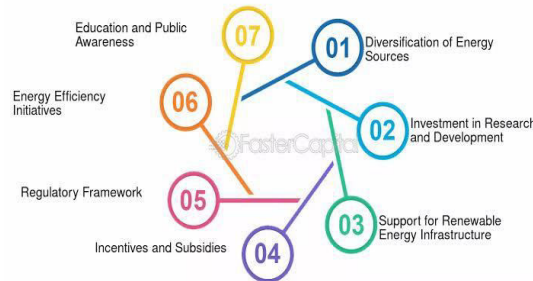 01
Diversification of Energy
Sources
02
Investment in Research
and Development
03
Support for Renewable
Energy Infrastructure
04
Incentives and Subsidies
05
Regulatory Framework
06
Energy Efficiency
Initiatives
07
Education and Public
Awareness
FasterCapital